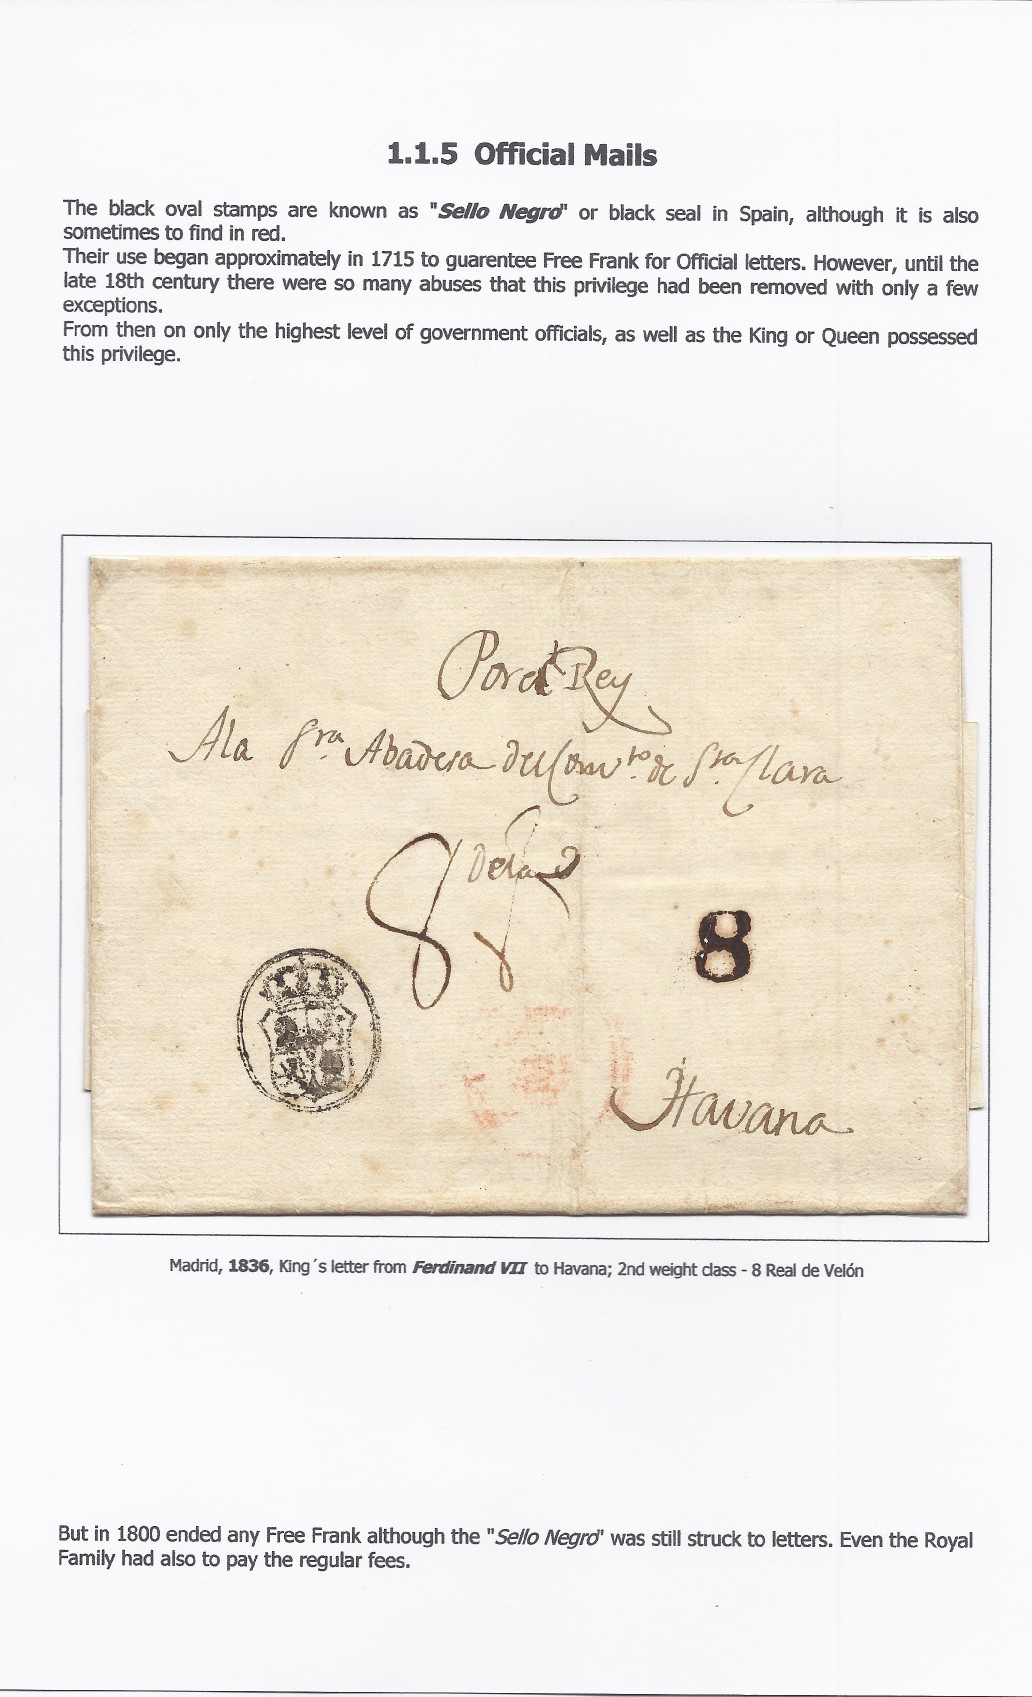 1.1.5 Official Mails
The black oval stamps are known as "Sello Negro" or black seal in Spain, although it is also
sometimes to find in red.
Their use began approximately in 1715 to guarentee Free Frank for Official letters. However, until the
late 18th century there were so many abuses that this privilege had been removed with only a few
exceptions.
From then on only the highest level of government officials, as well as the King or Queen possessed
this privilege.
Por el Rey
A la Sra Abadesa del Convto de Sta Clara
8
de la
8
Havana
Madrid, 1836, King´s letter from Ferdinand VII to Havana; 2nd weight class - 8 Real de Velón
But in 1800 ended any Free Frank although the "Sello Negro" was still struck to letters. Even the Royal
Family had also to pay the regular fees.